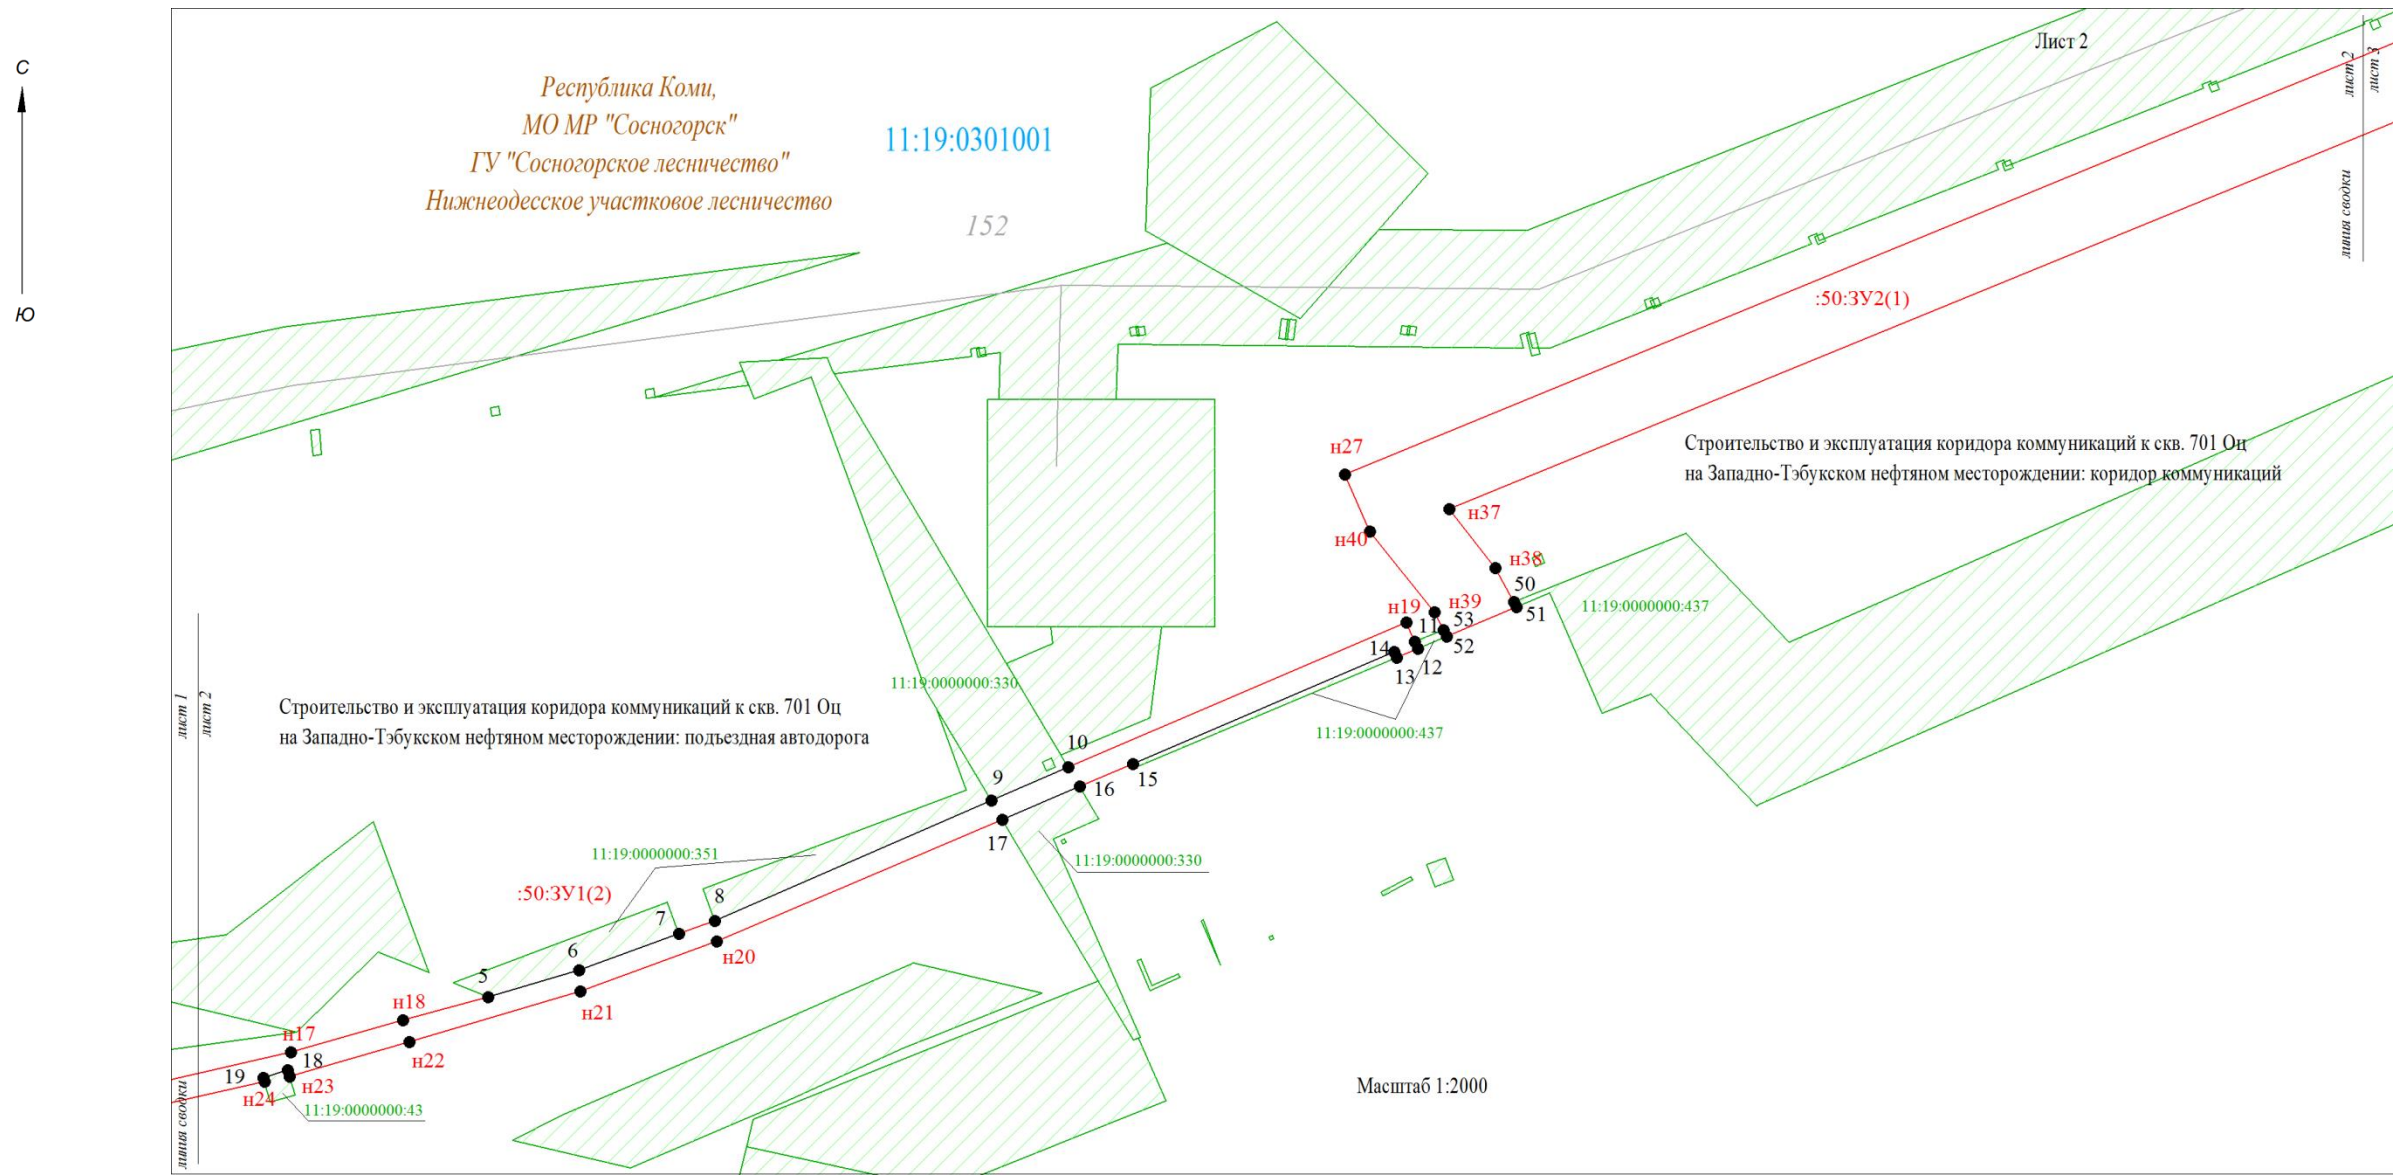 С
Ю
Лист 2
лист 2
лист 3
линия сводки
Республика Коми,
МО МР "Сосногорск"
ГУ "Сосногорское лесничество"
Нижнеодесское участковое лесничество
11:19:0301001
152
:50:ЗУ2(1)
н27
Строительство и эксплуатация коридора коммуникаций к скв. 701 Оц
на Западно-Тэбукском нефтяном месторождении: коридор коммуникаций
н37
н40
н38
50
11:19:0000000:437
51
н19
н39
11
53
52
14
12
13
11:19:0000000:330
лист 1
лист 2
Строительство и эксплуатация коридора коммуникаций к скв. 701 Оц
на Западно-Тэбукском нефтяном месторождении: подъездная автодорога
11:19:0000000:437
10
15
9
16
17
11:19:0000000:351
11:19:0000000:330
:50:ЗУ1(2)
8
7
н20
6
5
н21
н18
н17
н22
18
19
н23
н24
11:19:0000000:43
линия сводки
Масштаб 1:2000